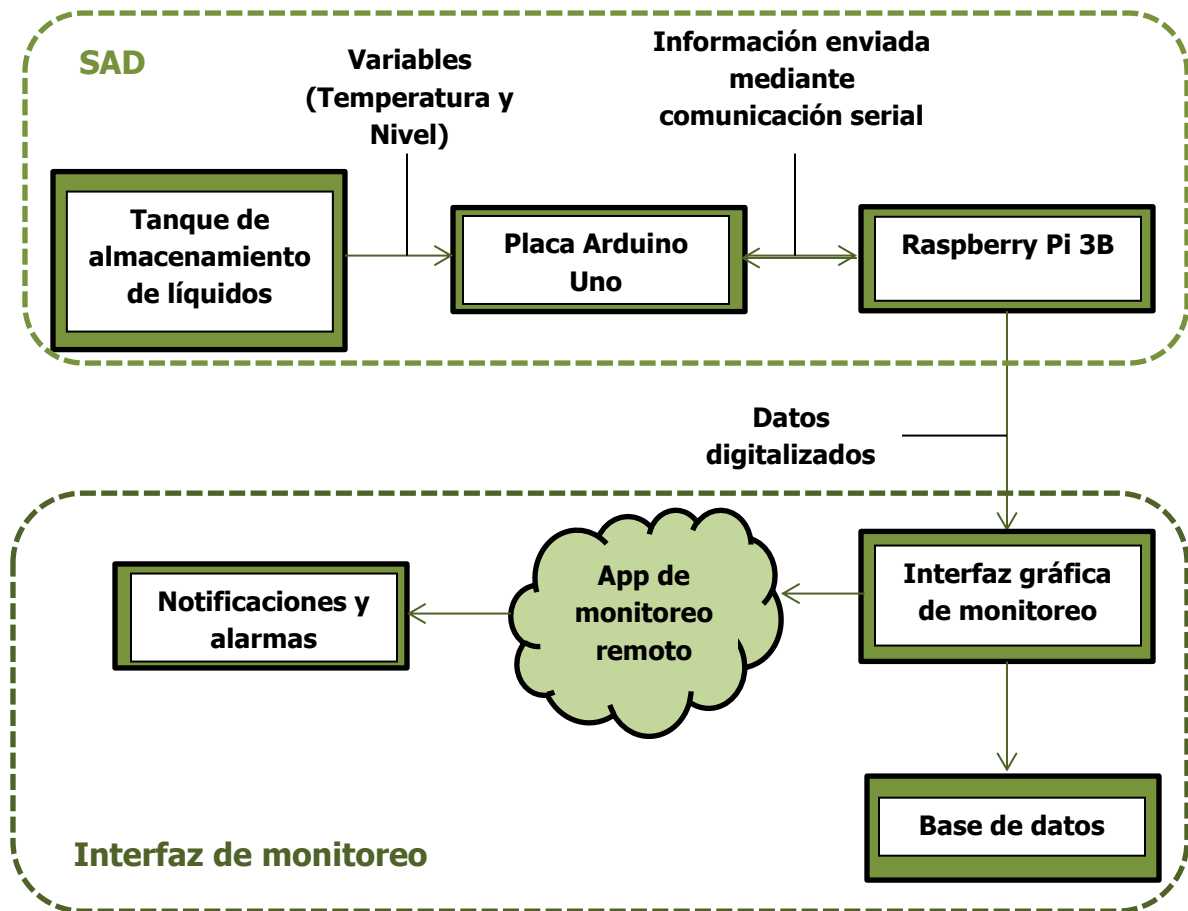 SAD
Variables
(Temperatura y
Nivel)
Información enviada
mediante
comunicación serial
Tanque de
almacenamiento
de líquidos
Placa Arduino
Uno
Raspberry Pi 3B
Datos
digitalizados
Notificaciones y
alarmas
App de
monitoreo
remoto
Interfaz gráfica
de monitoreo
Base de datos
Interfaz de monitoreo